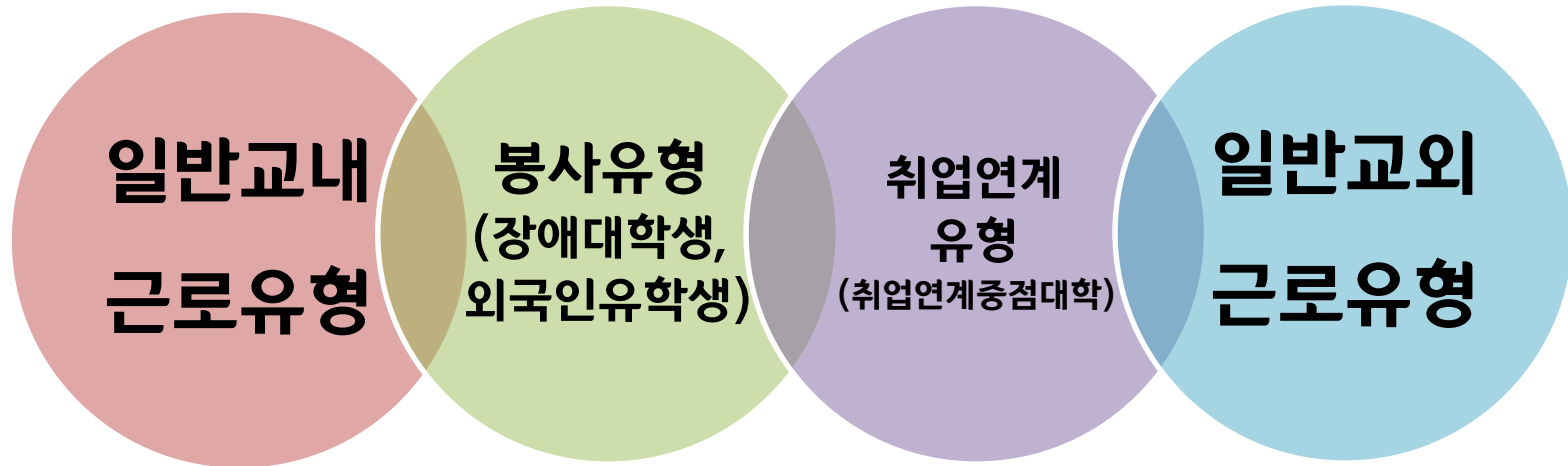 일반교내
근로유형
봉사유형
(장애대학생,
외국인유학생)
취업연계
유형
(취업연계중점대학)
일반교외
근로유형